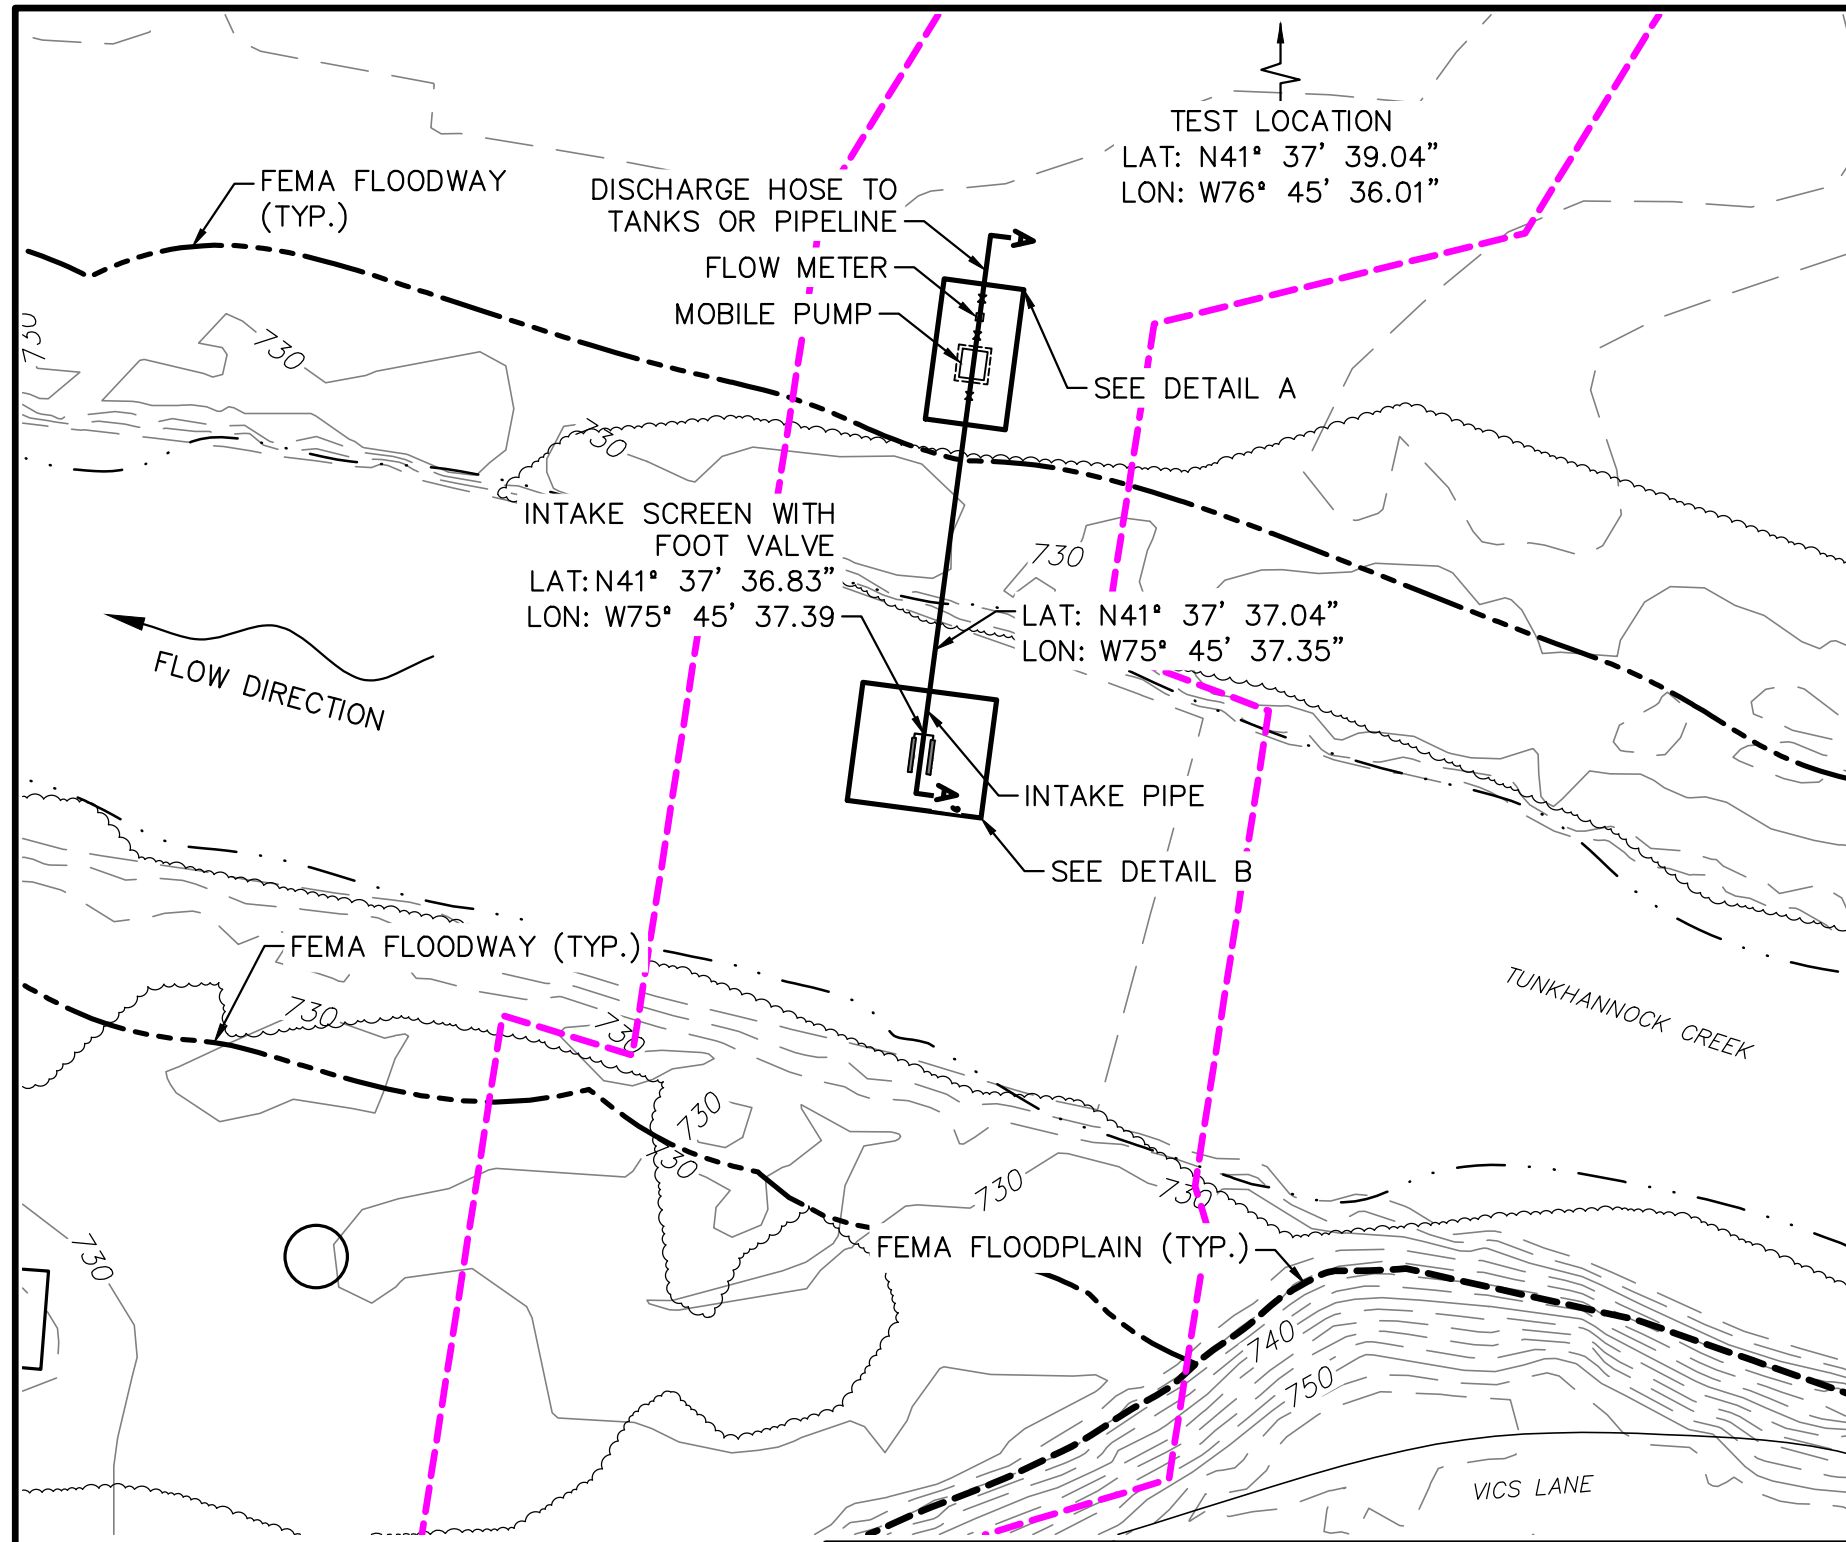 TEST LOCATION
LAT: N41° 37' 39.04"
LON: W76° 45' 36.01"
FEMA FLOODWAY
(TYP.)
DISCHARGE HOSE TO
TANKS OR PIPELINE
FLOW METER
MOBILE PUMP
730
730
SEE DETAIL A
730
INTAKE SCREEN WITH
FOOT VALVE
LAT: N41° 37' 36.83"
LON: W75° 45' 37.39
730
LAT: N41° 37' 37.04"
LON: W75° 45' 37.35"
FLOW DIRECTION
A
A
INTAKE PIPE
SEE DETAIL B
FEMA FLOODWAY (TYP.)
TUNKHANNOCK CREEK
730
730
730
730
730
730
730
FEMA FLOODPLAIN (TYP.)
740
750
VICS LANE